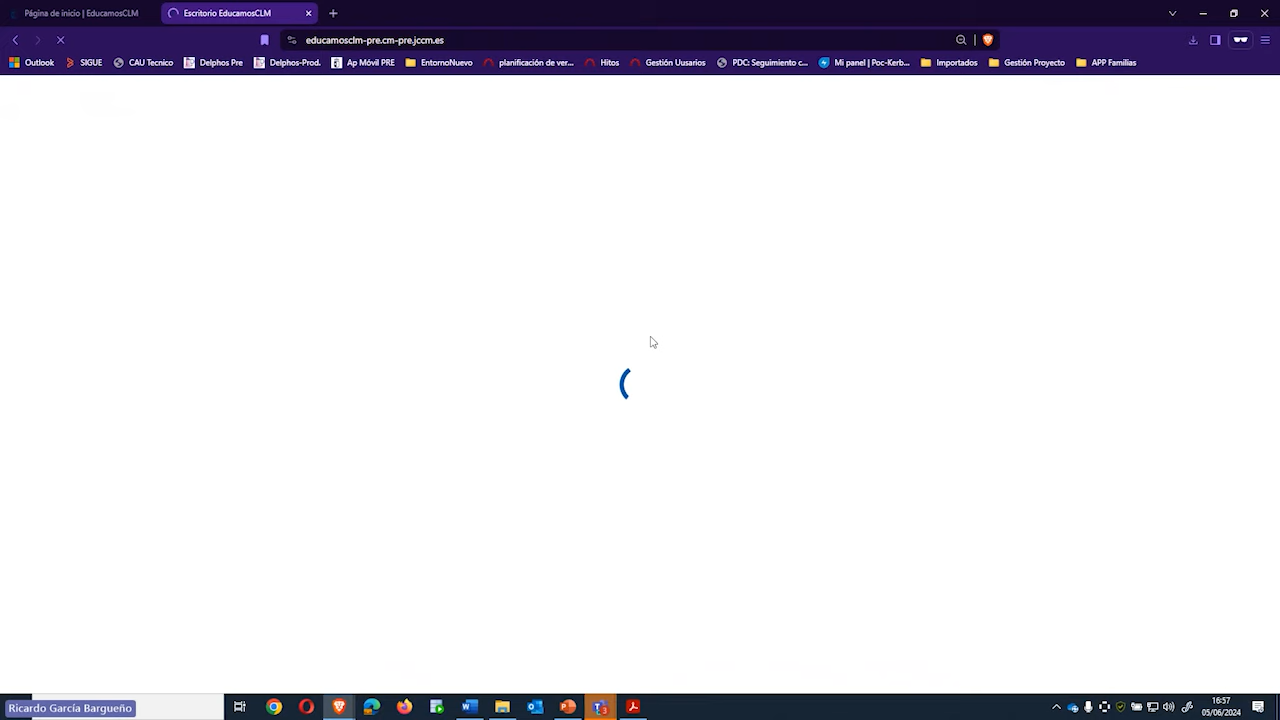 Página de inicio | EducamosCLM
Escritorio EducamosCLM
educamosclm-pre.cm-pre.jccm.es
Outlook
SIGUE
CAU Tecnico
Delphos Pre
Delphos-Prod.
Ap Móvil PRE
EntornoNuevo
planificación de ver...
Hitos
Gestión Uusarios
PDC: Seguimiento c...
Mi panel | Poc-Kerb...
Importados
Gestión Proyecto
APP Familias
Ricardo García Bargueño
16:57
05/06/2024